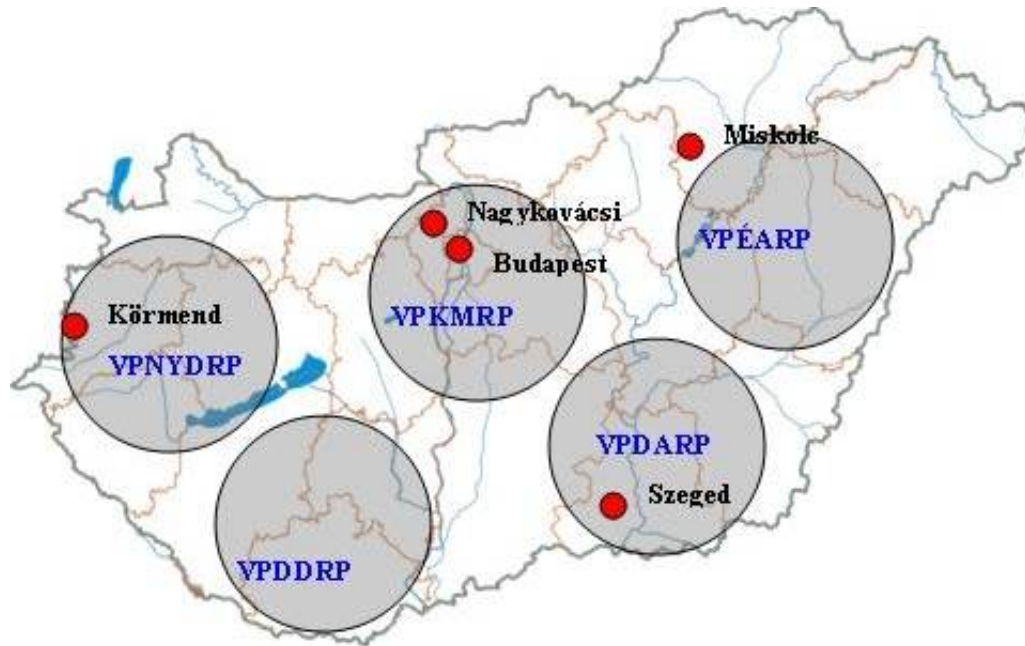 Miskolc
Nagykovácsi
VPÉARP
Budapest
Körmend
VPKMRP
VPNYDRP
VPDARP
Szeged
VPDDRP